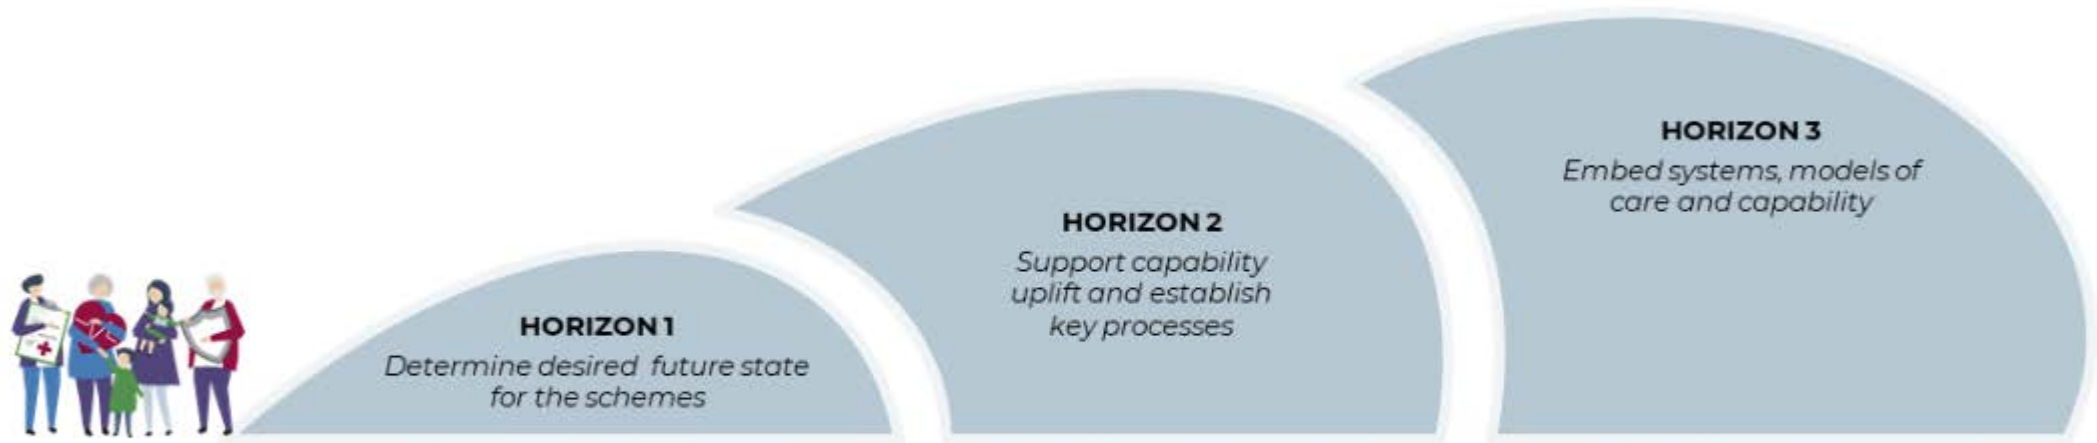 HORIZON 1
Determine desired future state
for the schemes
HORIZON 2
Support capability
uplift and establish
key processes
HORIZON 3
Embed systems, models of
care and capability